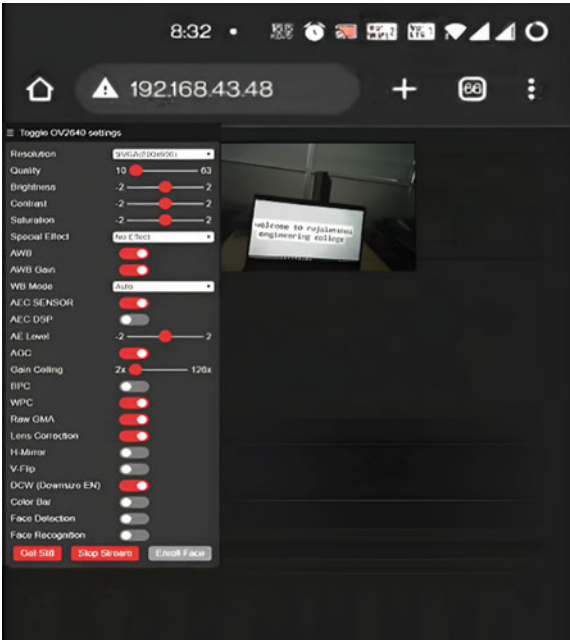 8:32
192.168.43.48
66
Toggle OV2640 settings
Resolution SVGA(800x600)
Quality 10 63
Brightness -2 2
Contrast -2 2
Saturation -2 2
Special Effect No Effect
AWB
AWB Gain
WB Mode Auto
AEC SENSOR
AEC DSP
AE Level -2 2
AGC
Gain Ceiling 2x 128x
BPC
WPC
Raw GMA
Lens Correction
H-Mirror
V-Flip
DCW (Downsize EN)
Color Bar
Face Detection
Face Recognition
Get Still Stop Stream Enroll Face
welcome to
engineering college